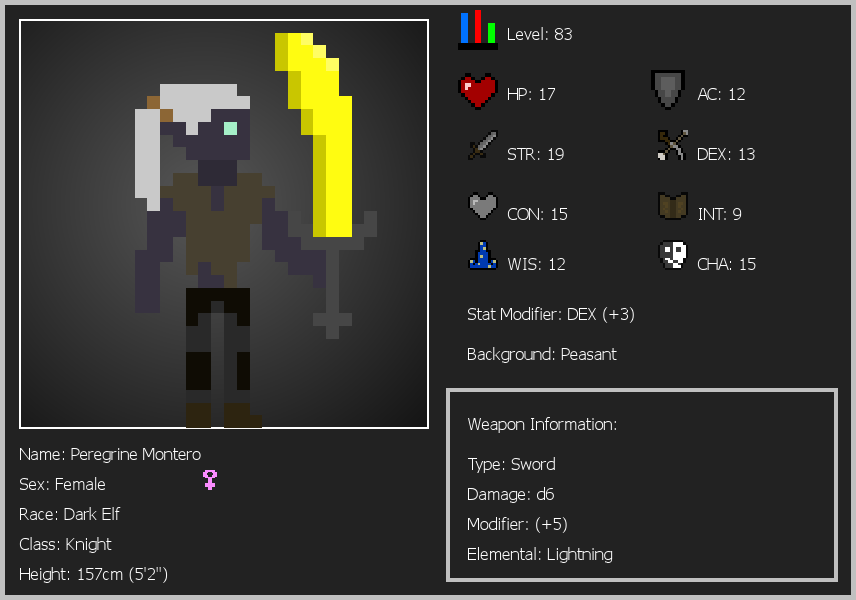 Level: 83
HP: 17
AC: 12
STR: 19
DEX: 13
CON: 15
INT: 9
WIS: 12
CHA: 15
Stat Modifier: DEX (+3)
Background: Peasant
Weapon Information:
Type: Sword
Damage: d6
Modifier: (+5)
Elemental: Lightning
Name: Peregrine Montero
Sex: Female
Race: Dark Elf
Class: Knight
Height: 157cm (5'2")